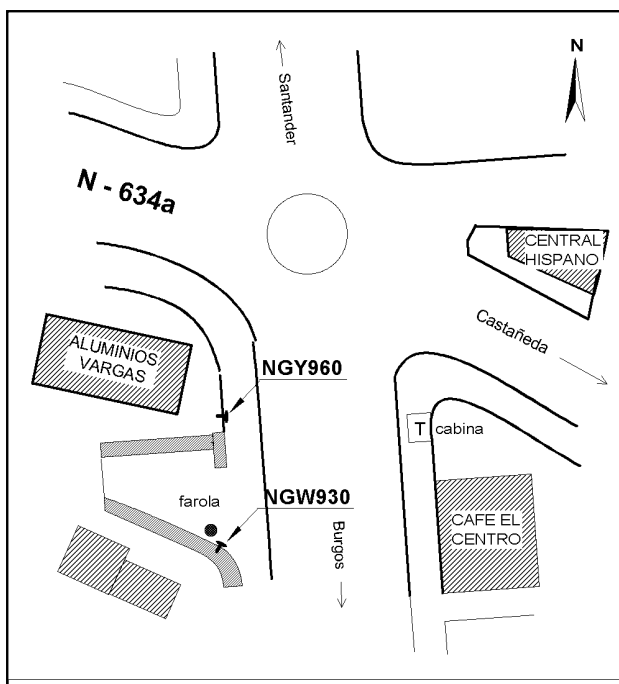 N
Santander
N - 634a
CENTRAL
HISPANO
Castañeda
ALUMINIOS
VARGAS
NGY960
T cabina
farola
NGW930
CAFE EL
CENTRO
Burgos